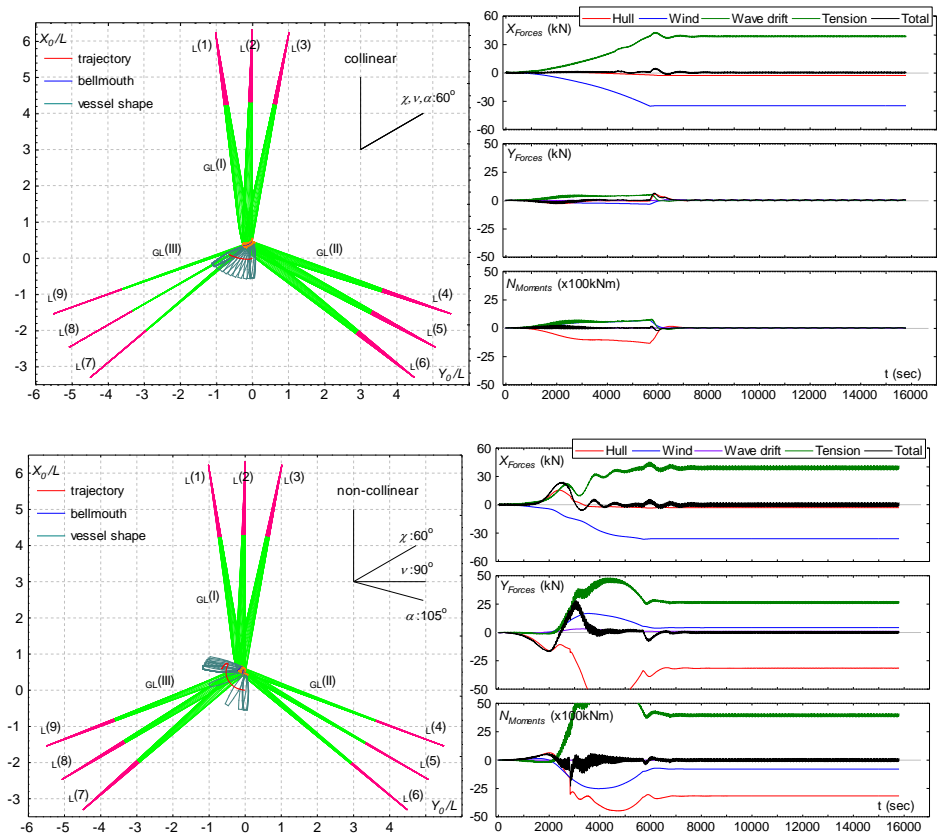 X0/L
L(1) L(2) L(3)
trajectory
bellmouth
vessel shape
collinear
χ, ν, α:60°
GL(I)
GL(III) GL(II)
L(9) L(4)
L(8) L(5)
L(7) L(6)
Y0/L
6
5
4
3
2
1
0
-1
-2
-3
-6 -5 -4 -3 -2 -1 0 1 2 3 4
Hull Wind Wave drift Tension Total
XForces (kN)
60
30
0
-30
-60
YForces (kN)
50
25
0
-25
-50
NMoments (x100kNm)
50
25
0
-25
-50
t (sec)
0 2000 4000 6000 8000 10000 12000 14000 16000
X0/L
L(1) L(2) L(3)
trajectory
bellmouth
vessel shape
non-collinear
χ:60°
ν:90°
α:105°
GL(I)
GL(III) GL(II)
L(9) L(4)
L(8) L(5)
L(7) L(6)
Y0/L
6
5
4
3
2
1
0
-1
-2
-3
-6 -5 -4 -3 -2 -1 0 1 2 3 4 5
Hull Wind Wave drift Tension Total
XForces (kN)
60
30
0
-30
-60
YForces (kN)
50
25
0
-25
-50
NMoments (x100kNm)
50
25
0
-25
-50
t (sec)
0 2000 4000 6000 8000 10000 12000 14000 16000